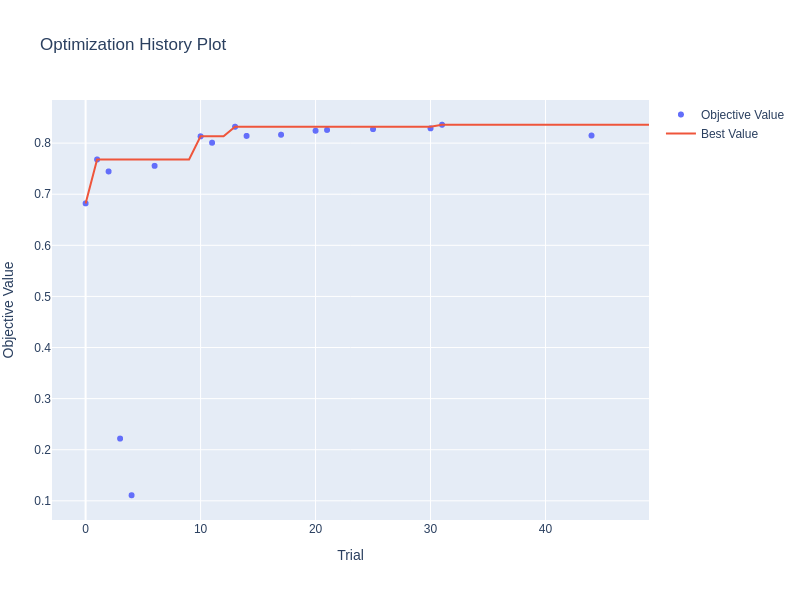 Optimization History Plot
Objective Value
Best Value
0.8
0.7
0.6
0.5
0.4
0.3
0.2
0.1
Objective Value
0 10 20 30 40
Trial